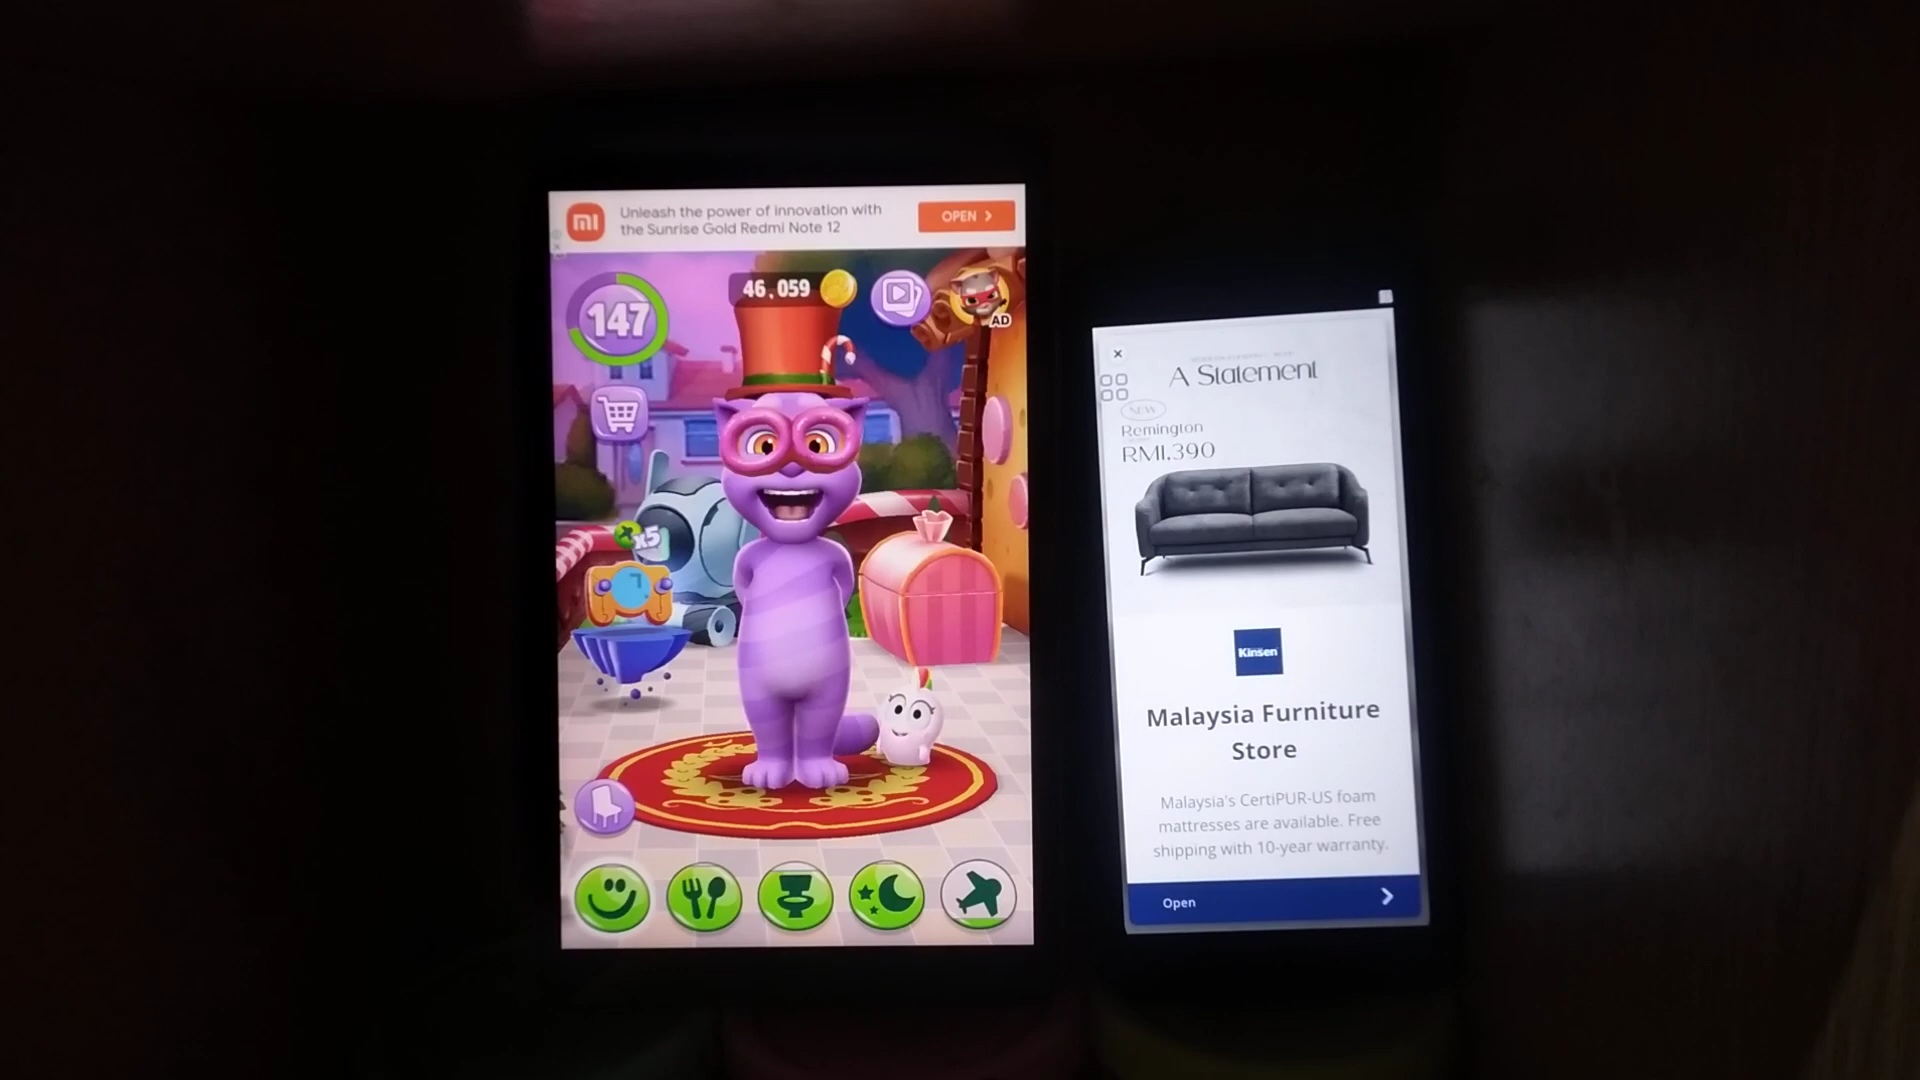 mi
Unleash the power of innovation with
the Sunrise Gold Redmi Note 12
OPEN
147
46,059
AD
x5
A Statement
NEW
Remington
RM1,390
Kinsen
Malaysia Furniture
Store
Malaysia's CertiPUR-US foam
mattresses are available. Free
shipping with 10-year warranty.
Open